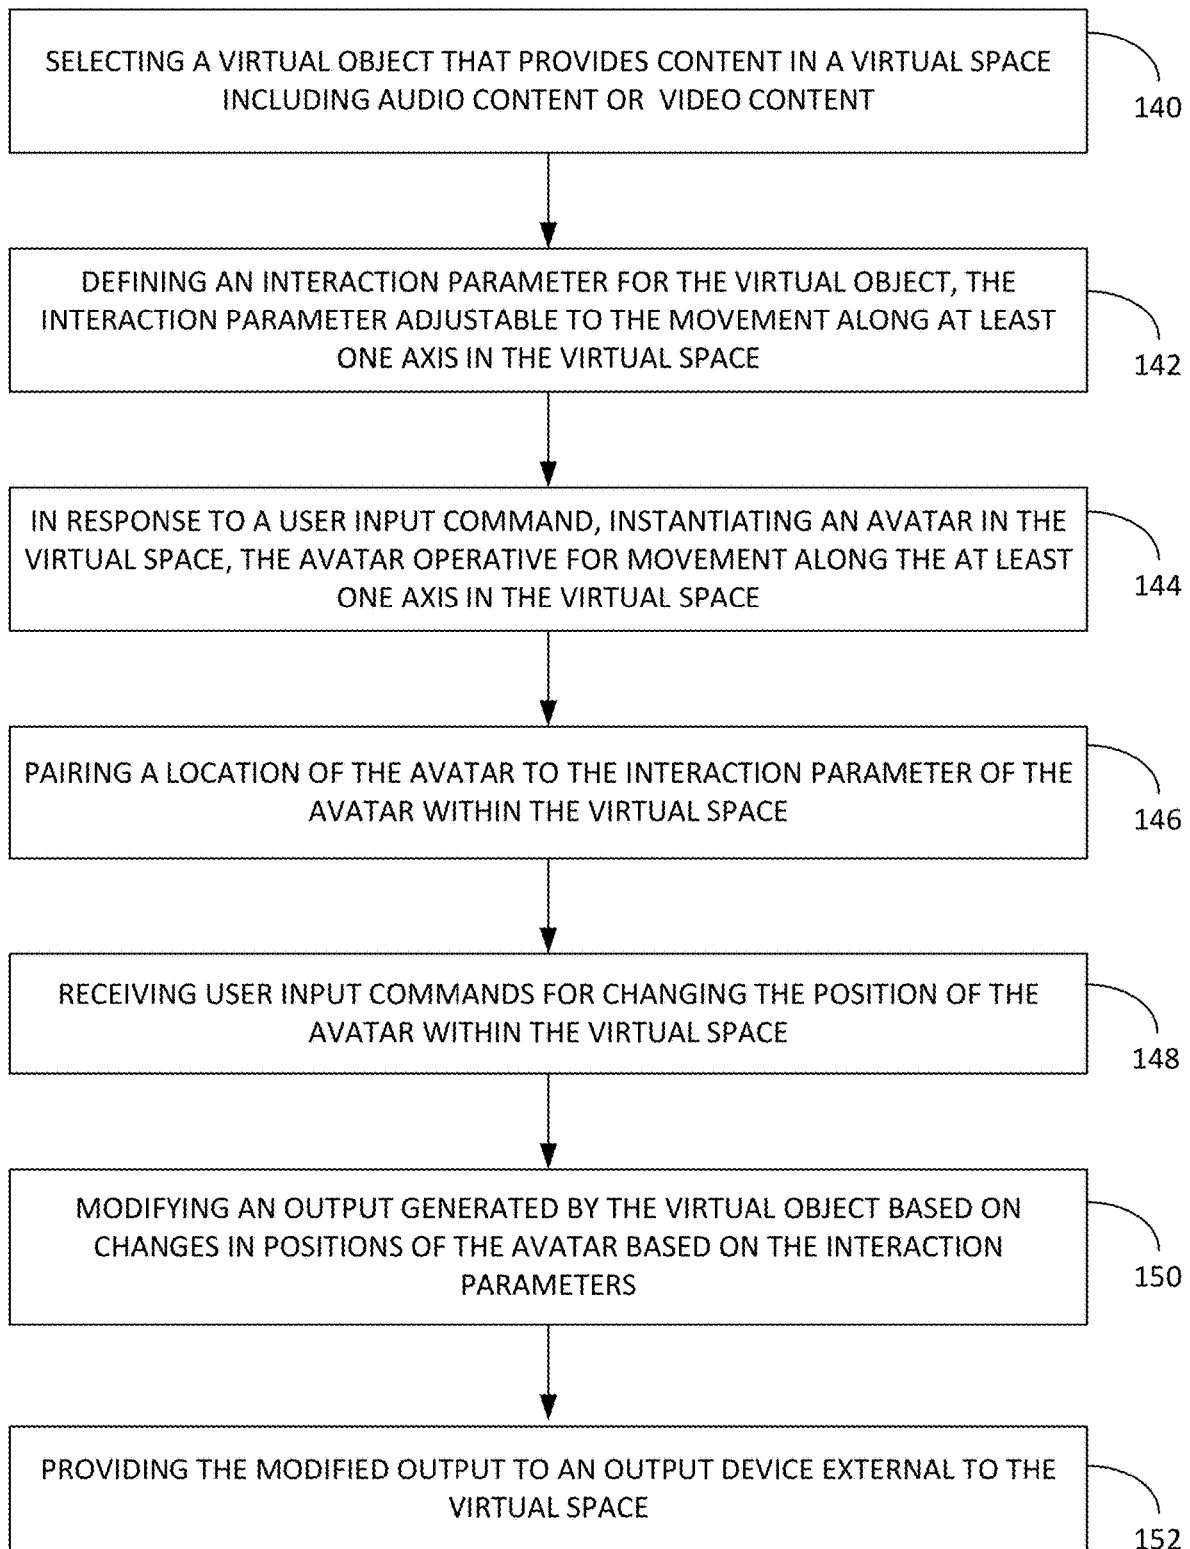 SELECTING A VIRTUAL OBJECT THAT PROVIDES CONTENT IN A VIRTUAL SPACE
INCLUDING AUDIO CONTENT OR VIDEO CONTENT
140
DEFINING AN INTERACTION PARAMETER FOR THE VIRTUAL OBJECT, THE
INTERACTION PARAMETER ADJUSTABLE TO THE MOVEMENT ALONG AT LEAST
ONE AXIS IN THE VIRTUAL SPACE
142
IN RESPONSE TO A USER INPUT COMMAND, INSTANTIATING AN AVATAR IN THE
VIRTUAL SPACE, THE AVATAR OPERATIVE FOR MOVEMENT ALONG THE AT LEAST
ONE AXIS IN THE VIRTUAL SPACE
144
PAIRING A LOCATION OF THE AVATAR TO THE INTERACTION PARAMETER OF THE
AVATAR WITHIN THE VIRTUAL SPACE
146
RECEIVING USER INPUT COMMANDS FOR CHANGING THE POSITION OF THE
AVATAR WITHIN THE VIRTUAL SPACE
148
MODIFYING AN OUTPUT GENERATED BY THE VIRTUAL OBJECT BASED ON
CHANGES IN POSITIONS OF THE AVATAR BASED ON THE INTERACTION
PARAMETERS
150
PROVIDING THE MODIFIED OUTPUT TO AN OUTPUT DEVICE EXTERNAL TO THE
VIRTUAL SPACE
152